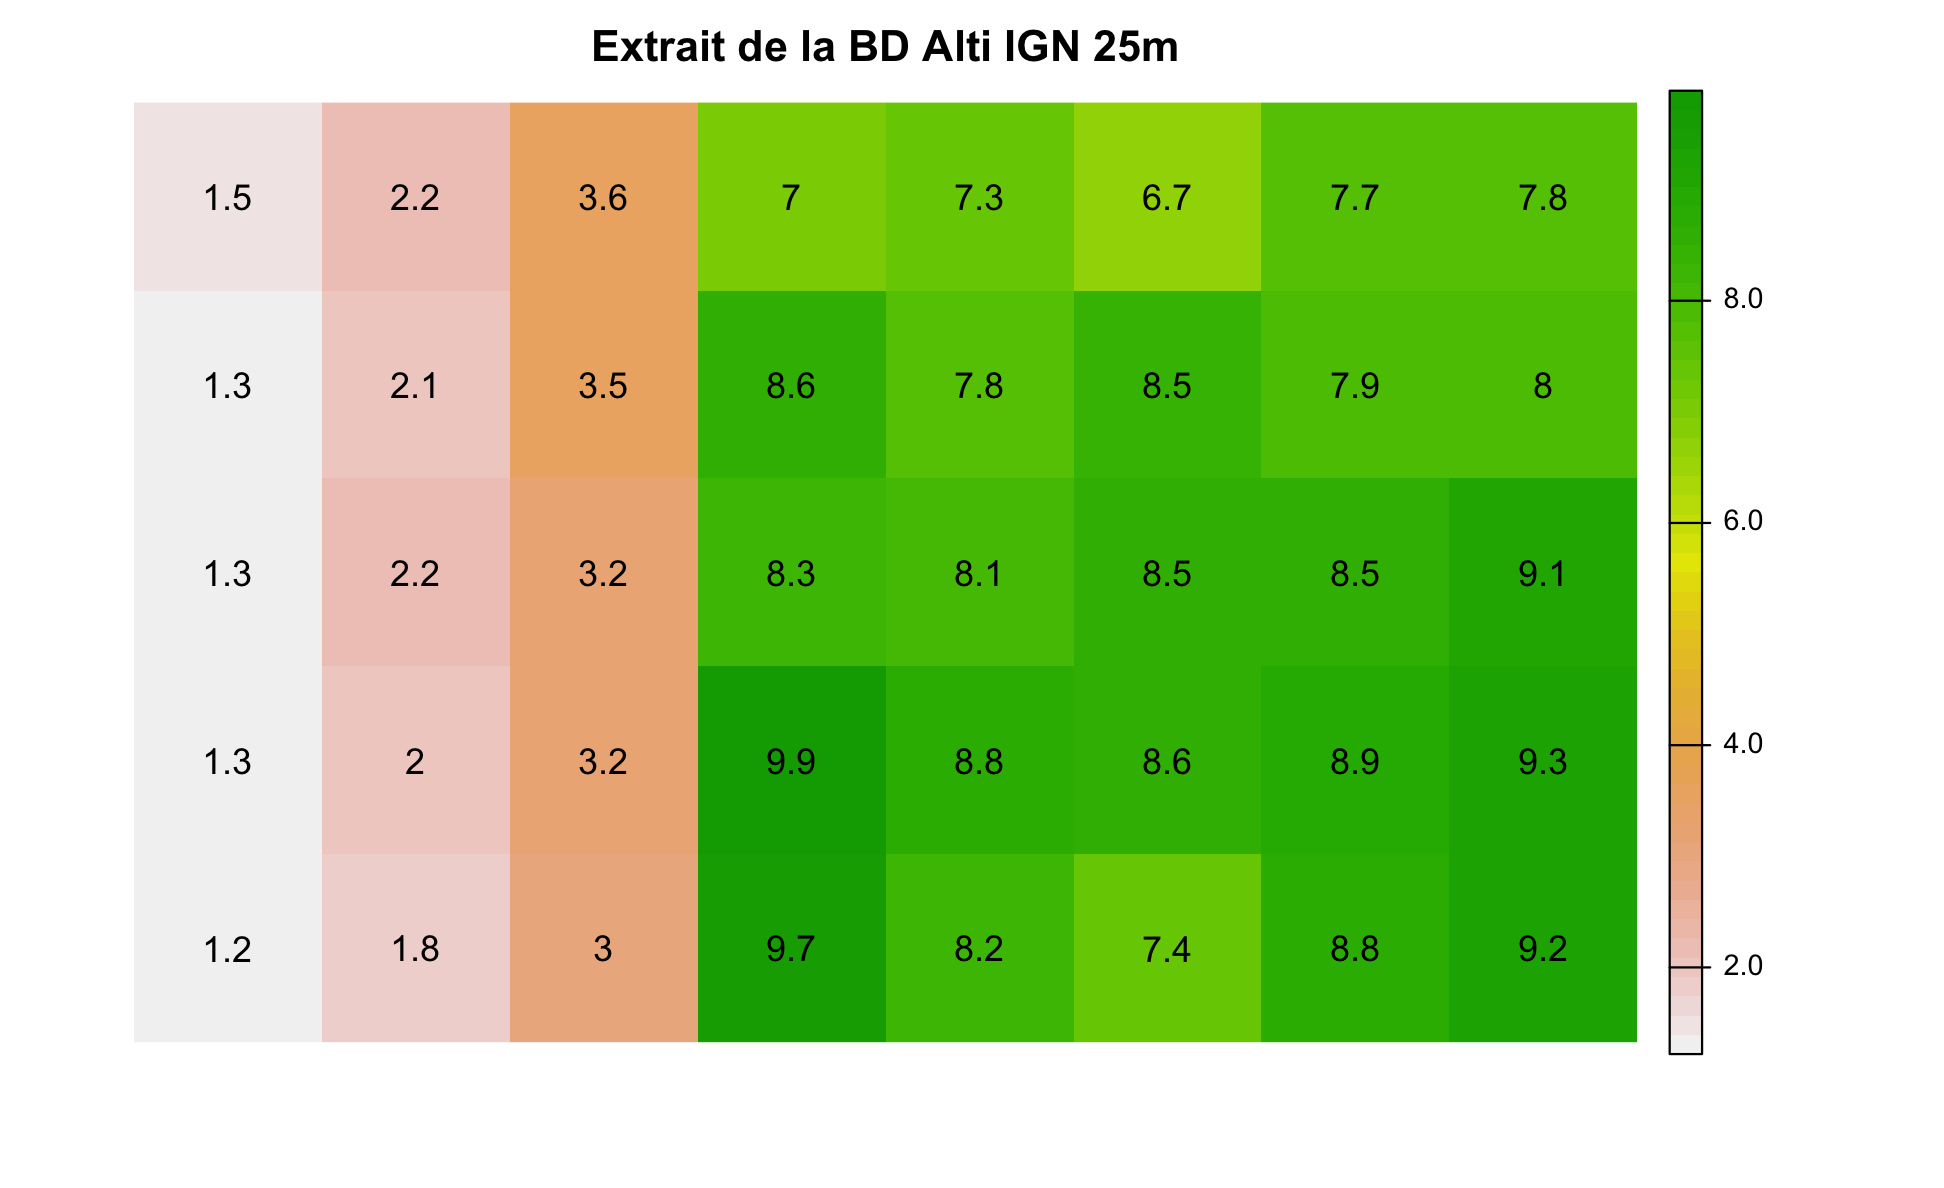 Extrait de la BD Alti IGN 25m
1.5 2.2 3.6 7 7.3 6.7 7.7 7.8
1.3 2.1 3.5 8.6 7.8 8.5 7.9 8
1.3 2.2 3.2 8.3 8.1 8.5 8.5 9.1
1.3 2 3.2 9.9 8.8 8.6 8.9 9.3
1.2 1.8 3 9.7 8.2 7.4 8.8 9.2
8.0
6.0
4.0
2.0